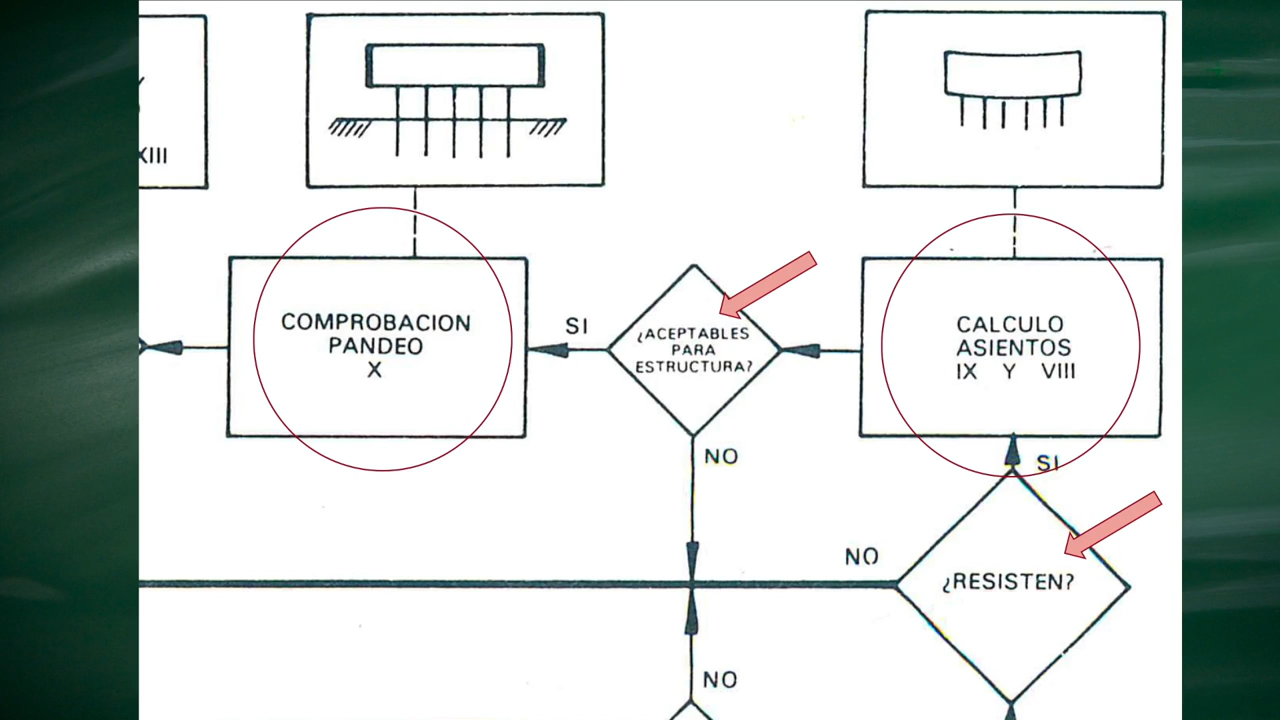 XIII
COMPROBACION
PANDEO
X
SI
¿ACEPTABLES
PARA
ESTRUCTURA?
CALCULO
ASIENTOS
IX Y VIII
NO
SI
NO
¿RESISTEN?
NO